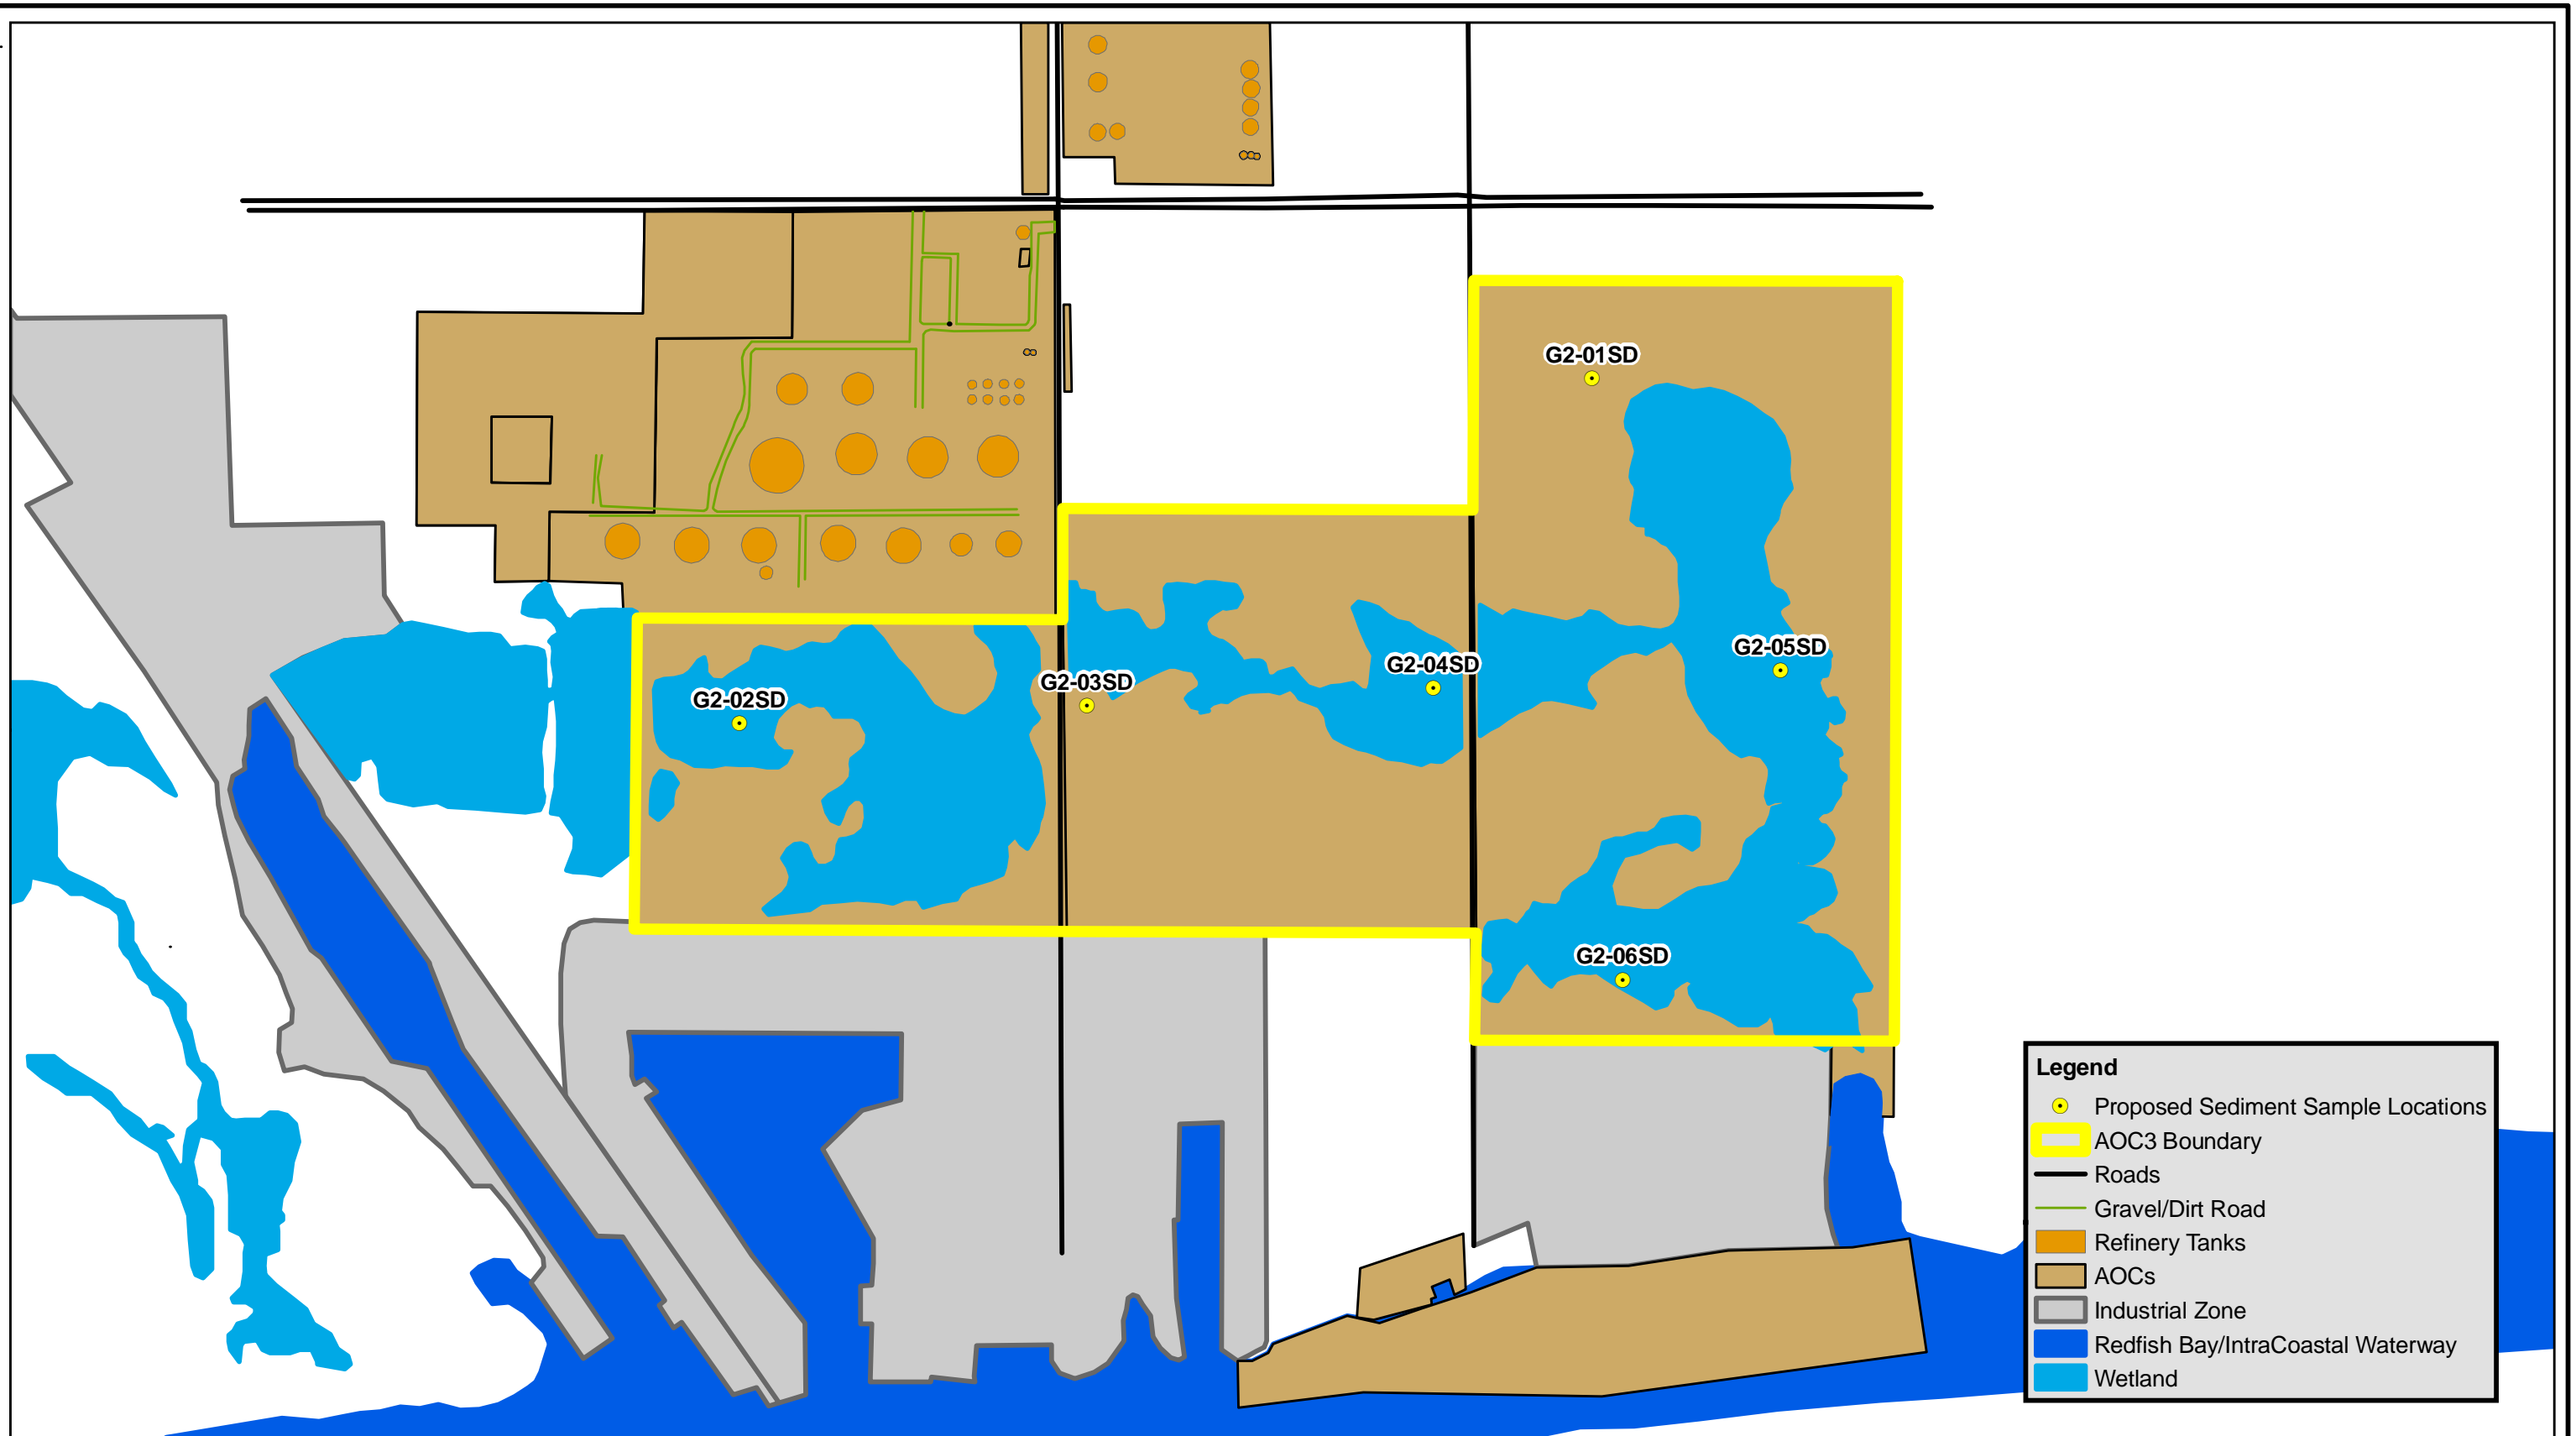 G2-01SD
G2-05SD
G2-04SD
G2-03SD
G2-02SD
G2-06SD
Legend
Proposed Sediment Sample Locations
AOC3 Boundary
Roads
Gravel/Dirt Road
Refinery Tanks
AOCs
Industrial Zone
Redfish Bay/IntraCoastal Waterway
Wetland